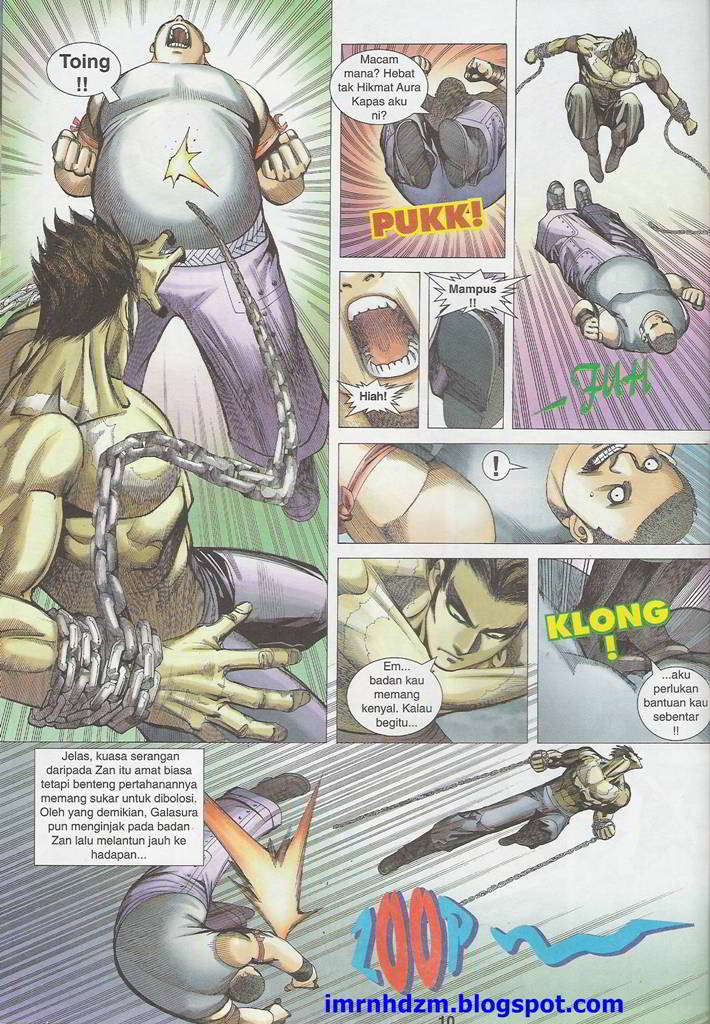 Toing
!!
Macam
mana? Hebat
tak Hikmat Aura
Kapas aku
ni?
PUKK!
Hiah!
Mampus
!!
JUH
!
Em...
badan kau
memang
kenyal. Kalau
begitu...
KLONG
!
...aku
perlukan
bantuan kau
sebentar
!!
Jelas, kuasa serangan
daripada Zan itu amat biasa
tetapi benteng pertahanannya
memang sukar untuk dibolosi.
Oleh yang demikian, Galasura
pun menginjak pada badan
Zan lalu melantun jauh ke
hadapan...
ZOOP
imrnhdzm.blogspot.com
10